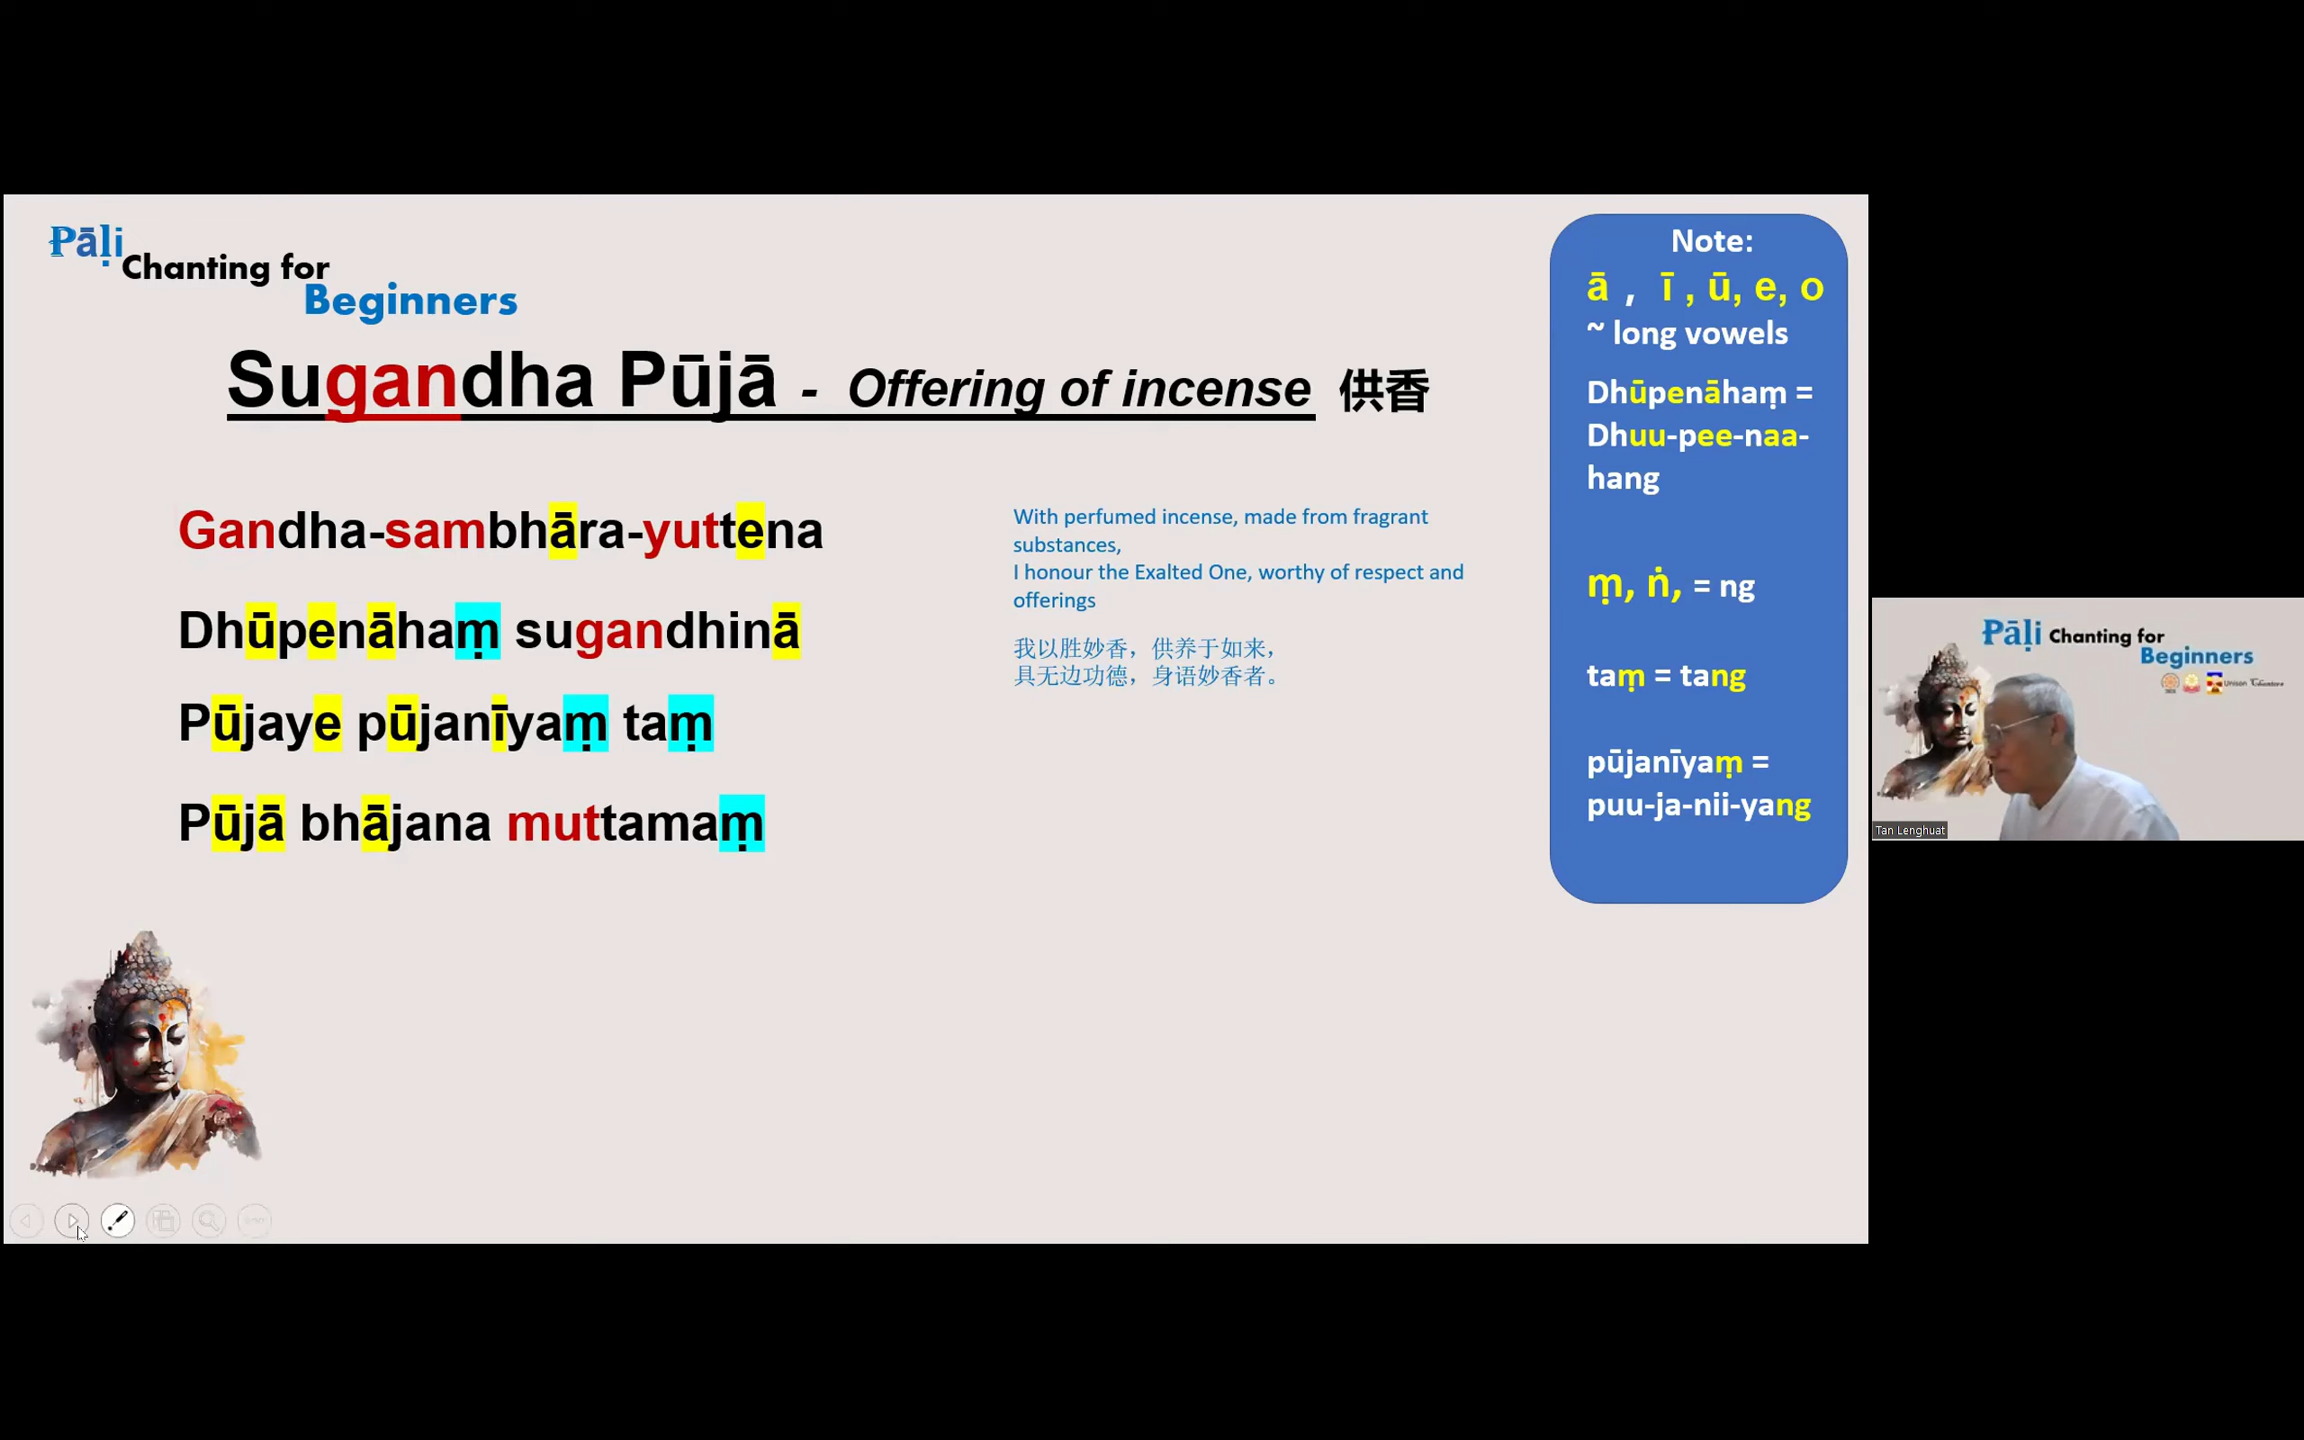 Pāḷi
Chanting for
Beginners
Sugandha Pūjā - Offering of incense 供香
Gandha-sambhāra-yuttena
Dhūpenāhaṃ sugandhinā
Pūjaye pūjanīyaṃ taṃ
Pūjā bhājana muttamaṃ
With perfumed incense, made from fragrant
substances,
I honour the Exalted One, worthy of respect and
offerings
我以胜妙香，供养于如来，
具无边功德，身语妙香者。
Note:
ā , ī , ū, e, o
~ long vowels
Dhūpenāhaṃ =
Dhuu-pee-naa-
hang
ṃ, ṅ, = ng
taṃ = tang
pūjanīyaṃ =
puu-ja-nii-yang
Pāḷi Chanting for
Beginners
Unison
Tan Lenghuat